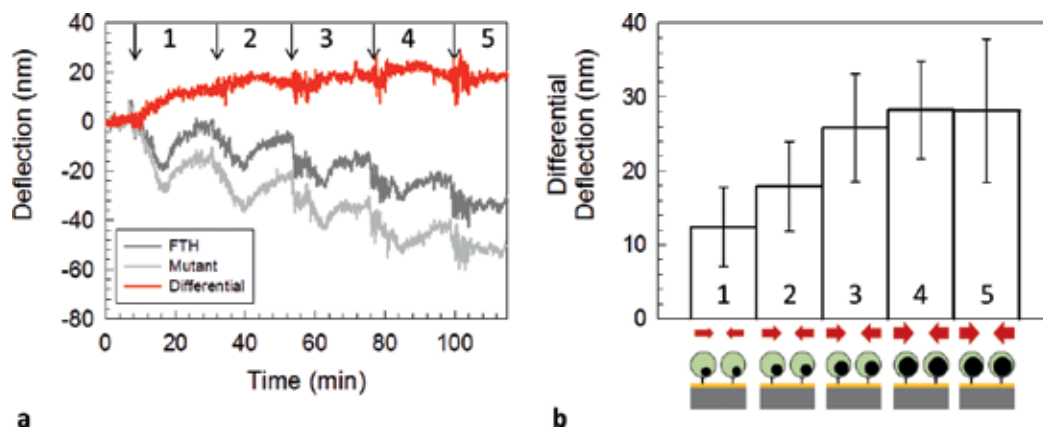 1 2 3 4 5
40
20
0
-20
-40
-60
-80
Deflection (nm)
FTH
Mutant
Differential
0 20 40 60 80 100
Time (min)
a
40
30
20
10
0
Differential
Deflection (nm)
1 2 3 4 5
b